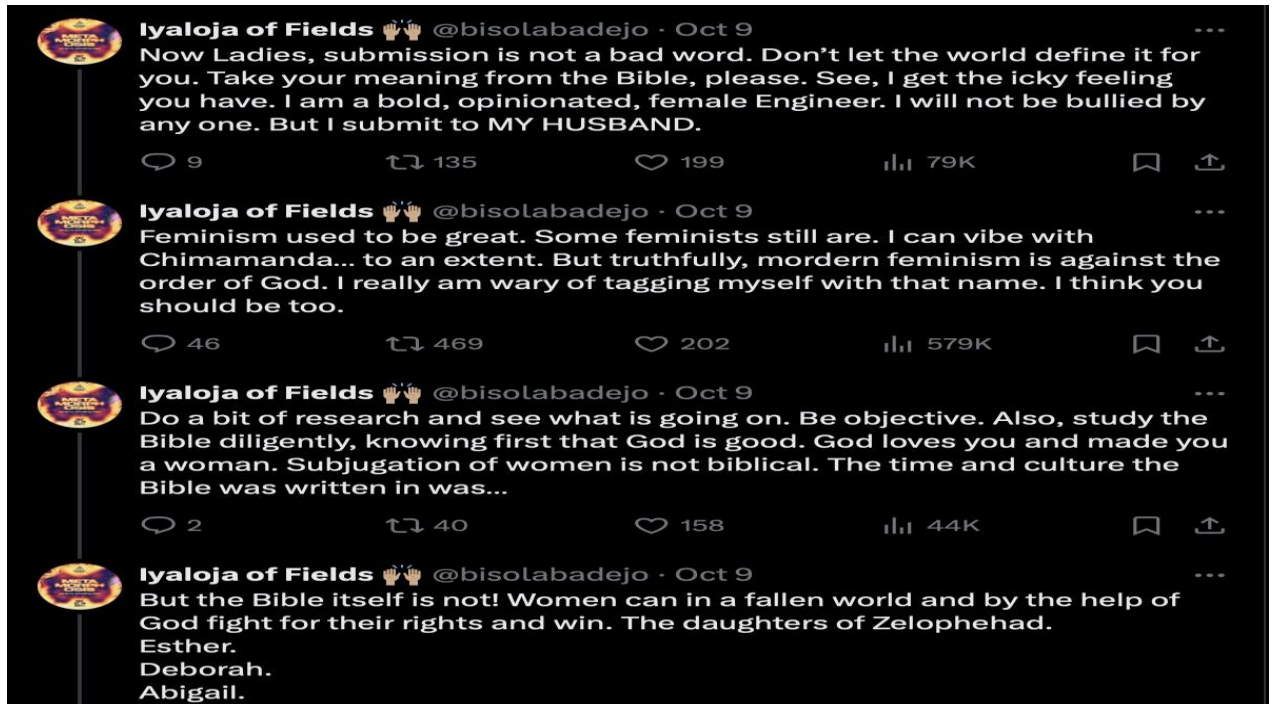 Iyaloja of Fields 🙌🏽 @bisolabadejo · Oct 9
Now Ladies, submission is not a bad word. Don’t let the world define it for
you. Take your meaning from the Bible, please. See, I get the icky feeling
you have. I am a bold, opinionated, female Engineer. I will not be bullied by
any one. But I submit to MY HUSBAND.
9 135 199 79K
Iyaloja of Fields 🙌🏽 @bisolabadejo · Oct 9
Feminism used to be great. Some feminists still are. I can vibe with
Chimamanda... to an extent. But truthfully, mordern feminism is against the
order of God. I really am wary of tagging myself with that name. I think you
should be too.
46 469 202 579K
Iyaloja of Fields 🙌🏽 @bisolabadejo · Oct 9
Do a bit of research and see what is going on. Be objective. Also, study the
Bible diligently, knowing first that God is good. God loves you and made you
a woman. Subjugation of women is not biblical. The time and culture the
Bible was written in was...
2 40 158 44K
Iyaloja of Fields 🙌🏽 @bisolabadejo · Oct 9
But the Bible itself is not! Women can in a fallen world and by the help of
God fight for their rights and win. The daughters of Zelophehad.
Esther.
Deborah.
Abigail.